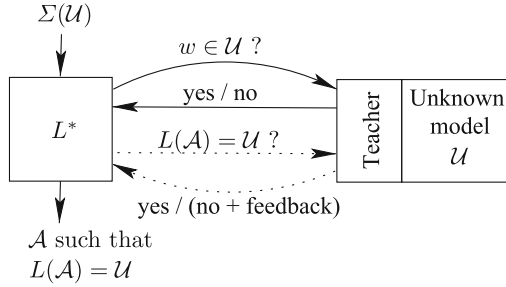 Σ(𝒰)
w ∈ 𝒰 ?
yes / no
L*
L(𝒜) = 𝒰 ?
yes / (no + feedback)
Teacher
Unknown
model
𝒰
𝒜 such that
L(𝒜) = 𝒰